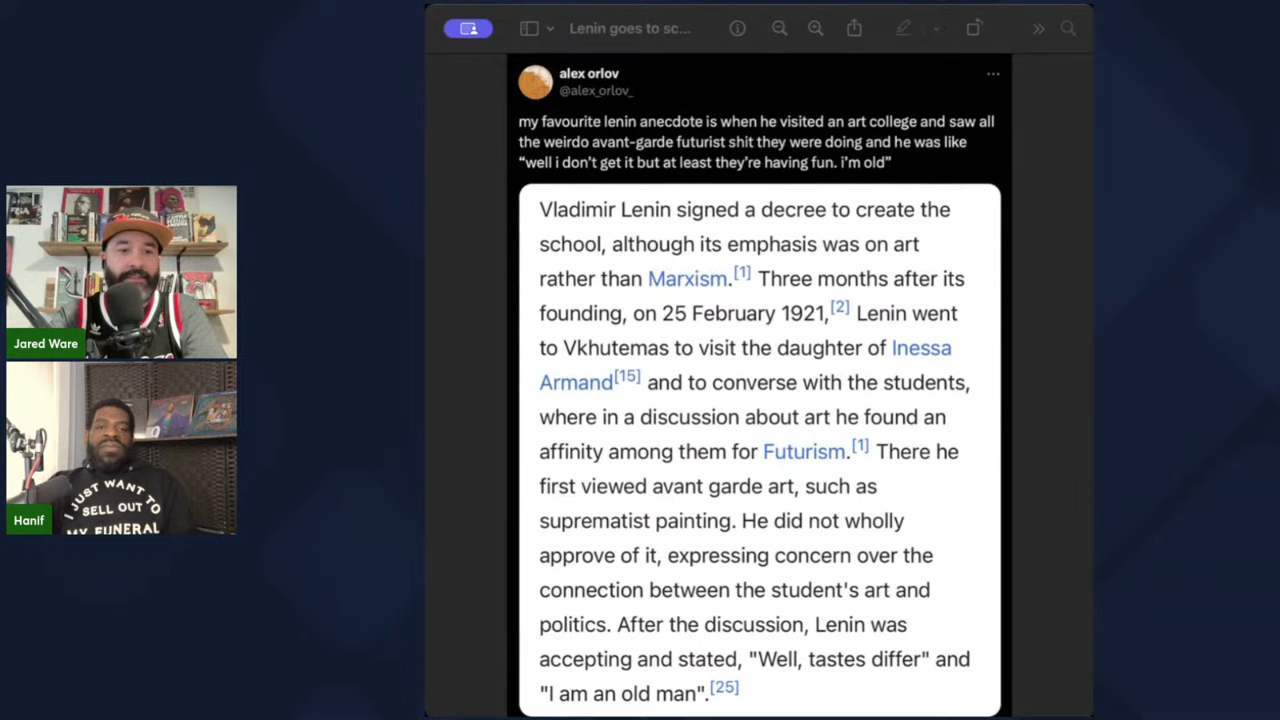 Lenin goes to sc...
alex orlov
@alex_orlov_
my favourite lenin anecdote is when he visited an art college and saw all
the weirdo avant-garde futurist shit they were doing and he was like
“well i don’t get it but at least they’re having fun. i’m old”
Vladimir Lenin signed a decree to create the
school, although its emphasis was on art
rather than Marxism.[1] Three months after its
founding, on 25 February 1921,[2] Lenin went
to Vkhutemas to visit the daughter of Inessa
Armand[15] and to converse with the students,
where in a discussion about art he found an
affinity among them for Futurism.[1] There he
first viewed avant garde art, such as
suprematist painting. He did not wholly
approve of it, expressing concern over the
connection between the student's art and
politics. After the discussion, Lenin was
accepting and stated, "Well, tastes differ" and
"I am an old man".[25]
Jared Ware
Hanif
I JUST WANT TO
SELL OUT
MY FUNERAL